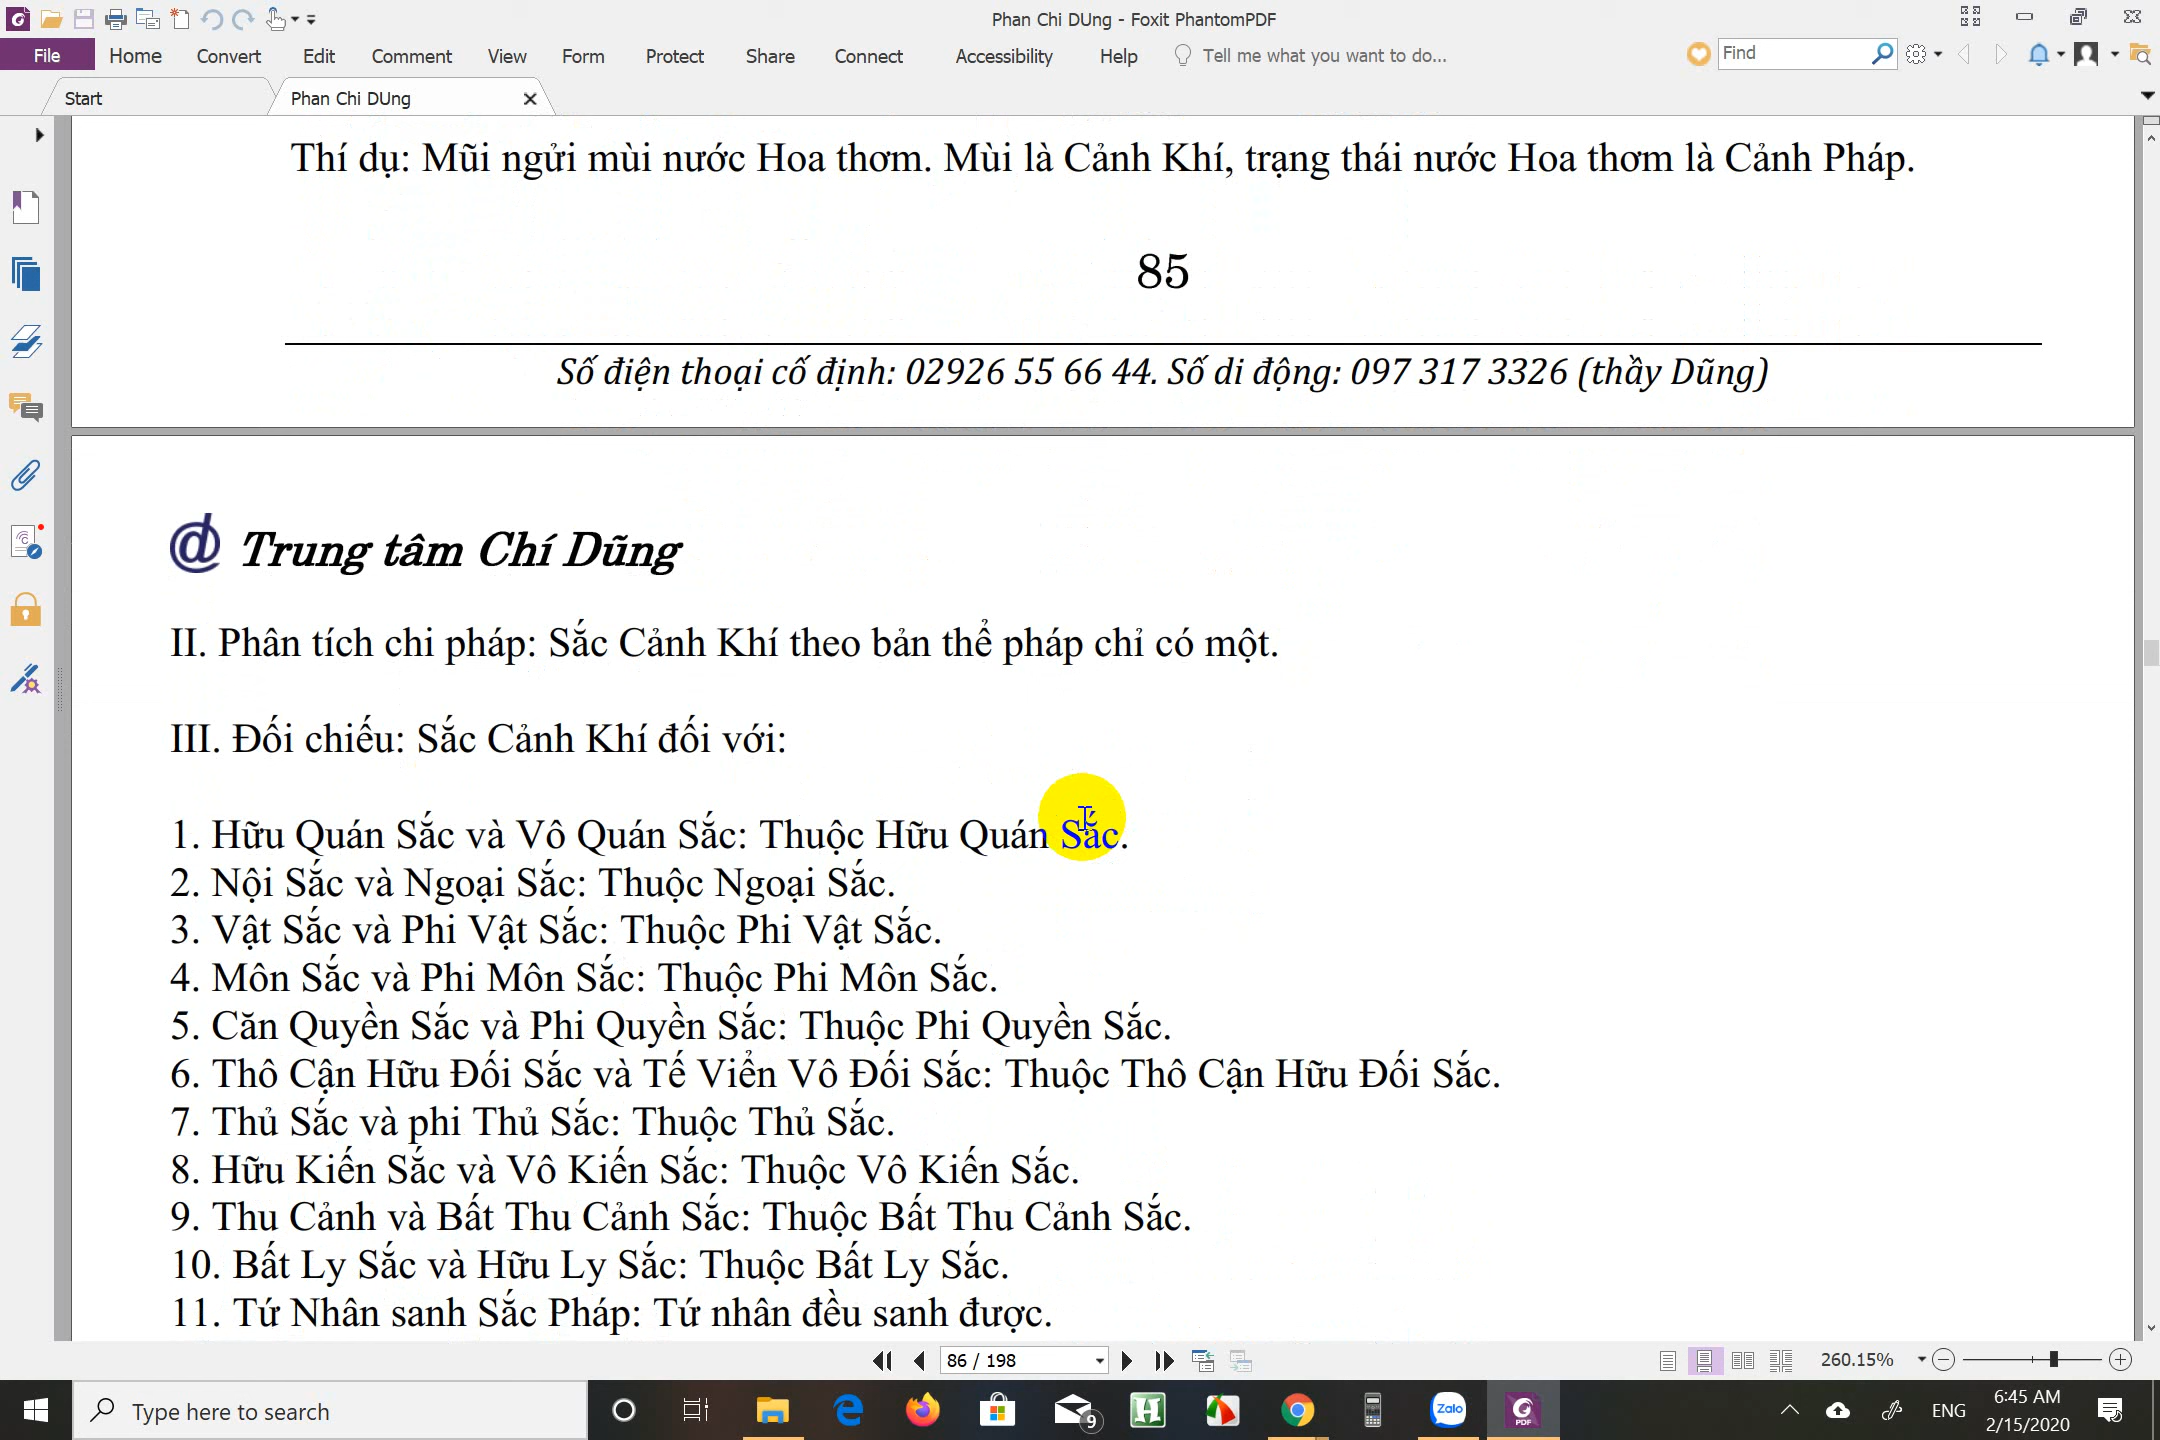 Phan Chi DUng - Foxit PhantomPDF
File Home Convert Edit Comment View Form Protect Share Connect Accessibility Help Tell me what you want to do... Find
Start Phan Chi DUng
Thí dụ: Mũi ngửi mùi nước Hoa thơm. Mùi là Cảnh Khí, trạng thái nước Hoa thơm là Cảnh Pháp.
85
Số điện thoại cố định: 02926 55 66 44. Số di động: 097 317 3326 (thầy Dũng)
Trung tâm Chí Dũng
II. Phân tích chi pháp: Sắc Cảnh Khí theo bản thể pháp chỉ có một.
III. Đối chiếu: Sắc Cảnh Khí đối với:
1. Hữu Quán Sắc và Vô Quán Sắc: Thuộc Hữu Quán Sắc.
2. Nội Sắc và Ngoại Sắc: Thuộc Ngoại Sắc.
3. Vật Sắc và Phi Vật Sắc: Thuộc Phi Vật Sắc.
4. Môn Sắc và Phi Môn Sắc: Thuộc Phi Môn Sắc.
5. Căn Quyền Sắc và Phi Quyền Sắc: Thuộc Phi Quyền Sắc.
6. Thô Cận Hữu Đối Sắc và Tế Viển Vô Đối Sắc: Thuộc Thô Cận Hữu Đối Sắc.
7. Thủ Sắc và phi Thủ Sắc: Thuộc Thủ Sắc.
8. Hữu Kiến Sắc và Vô Kiến Sắc: Thuộc Vô Kiến Sắc.
9. Thu Cảnh và Bất Thu Cảnh Sắc: Thuộc Bất Thu Cảnh Sắc.
10. Bất Ly Sắc và Hữu Ly Sắc: Thuộc Bất Ly Sắc.
11. Tứ Nhân sanh Sắc Pháp: Tứ nhân đều sanh được.
86 / 198 260.15%
Type here to search 9 Zalo PDF ENG 6:45 AM
2/15/2020